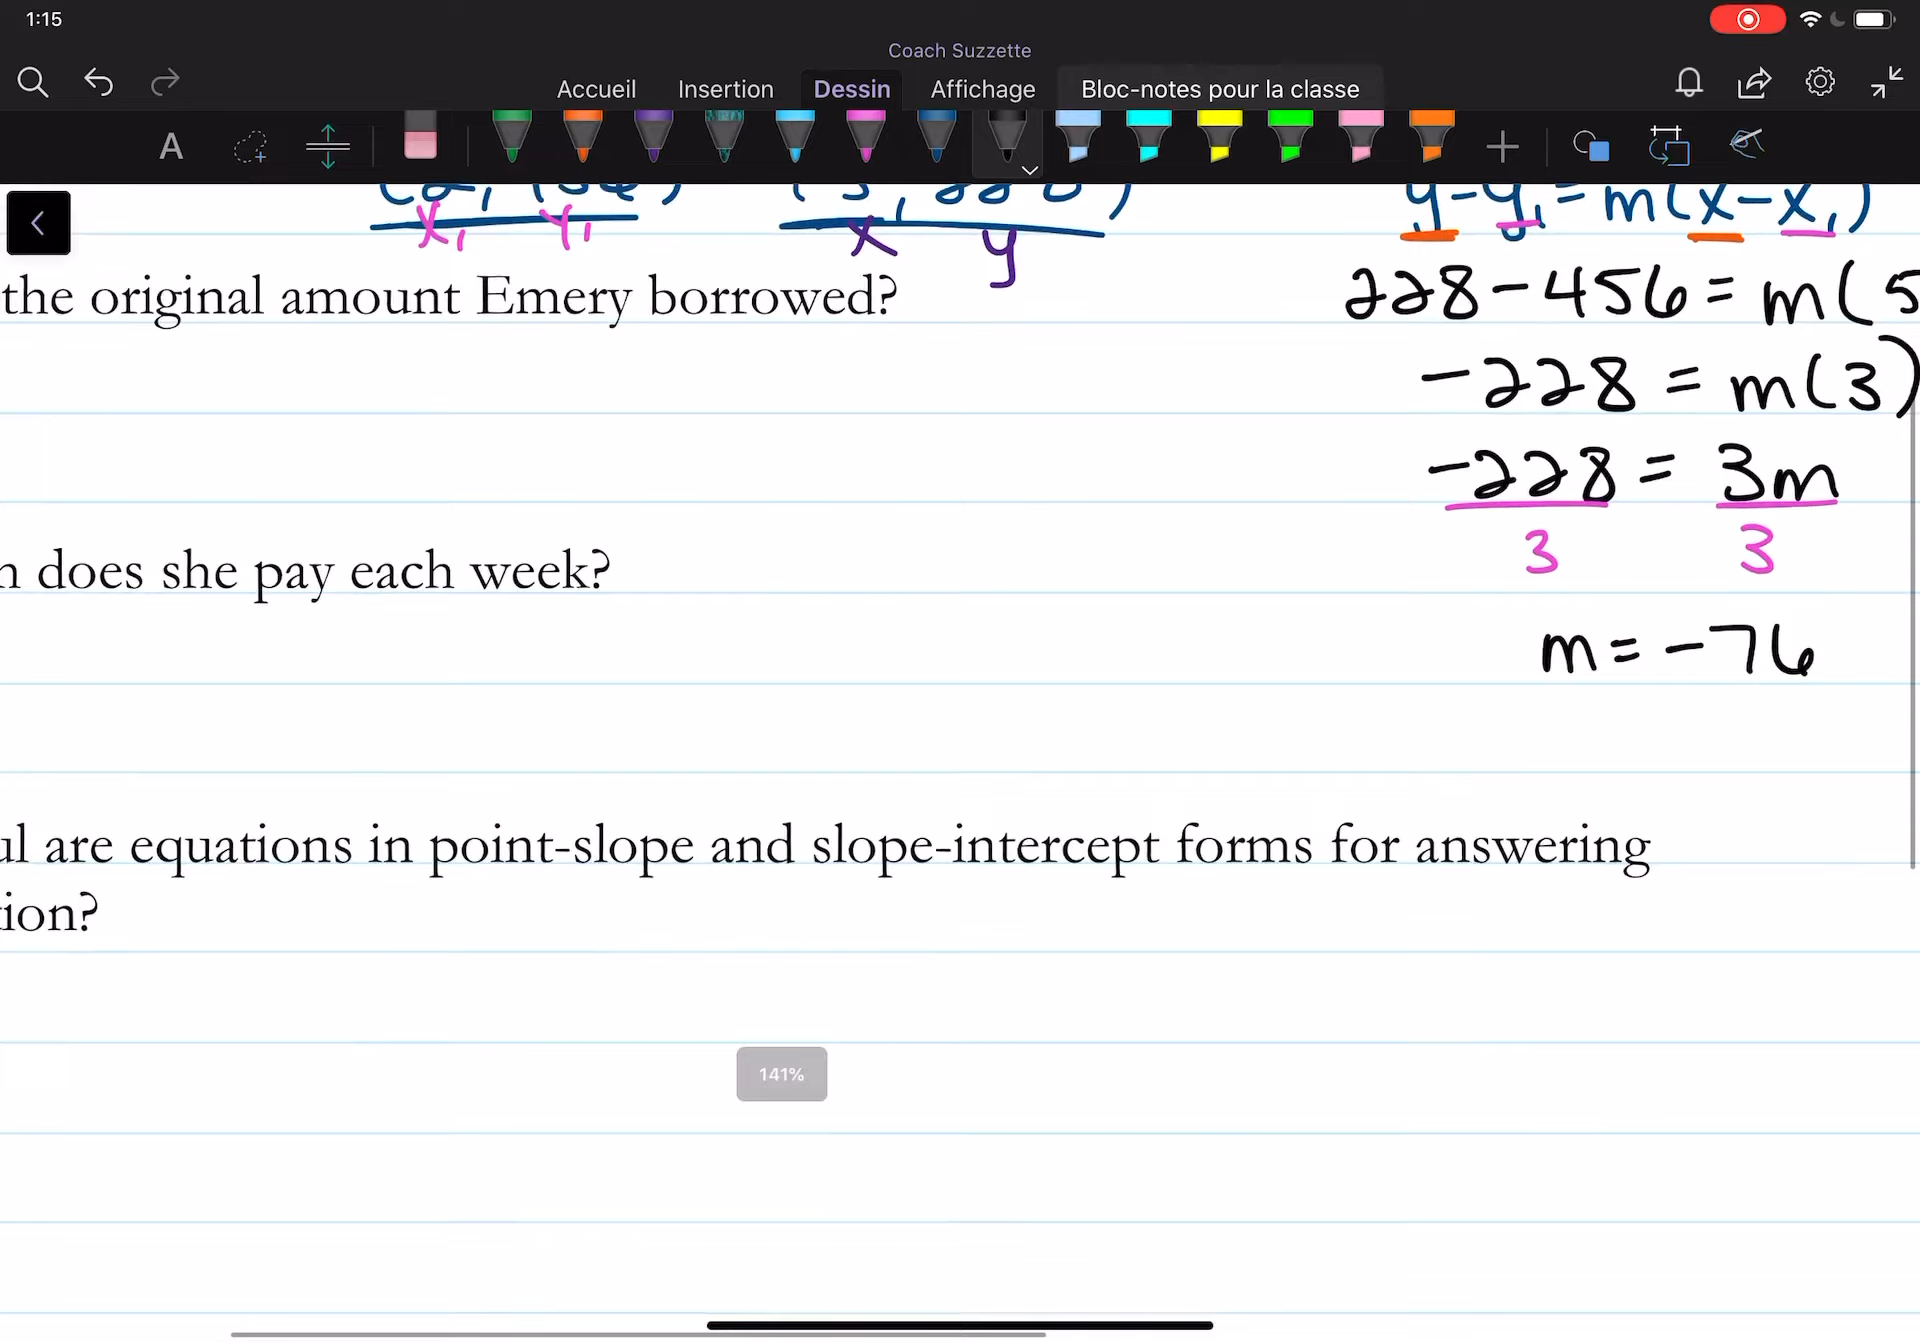 1:15
Coach Suzzette
Accueil Insertion Dessin Affichage Bloc-notes pour la classe
A
y-y₁=m(x-x₁)
x₁ y₁ x y
the original amount Emery borrowed?
228-456=m(5
-228=m(3)
-228=3m
3 3
does she pay each week?
m=-76
ul are equations in point-slope and slope-intercept forms for answering
tion?
141%